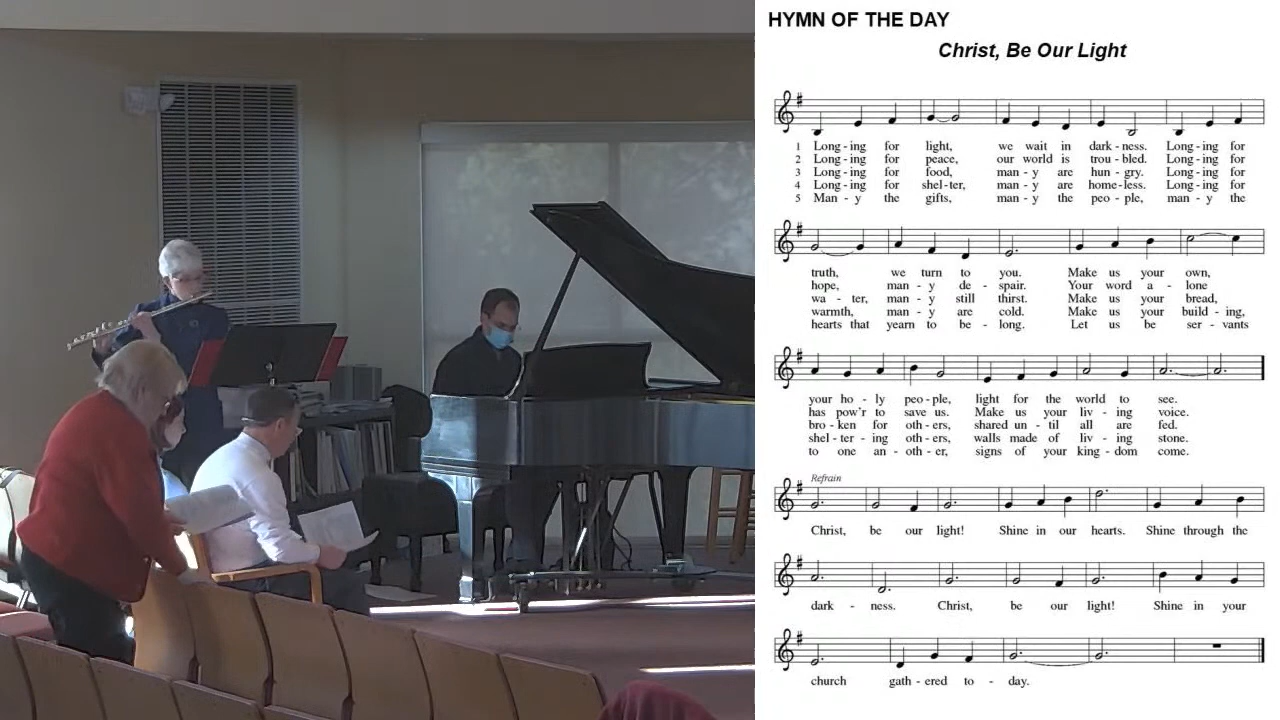 HYMN OF THE DAY
Christ, Be Our Light
1 Long - ing for light, we wait in dark - ness. Long - ing for
2 Long - ing for peace, our world is trou - bled. Long - ing for
3 Long - ing for food, man - y are hun - gry. Long - ing for
4 Long - ing for shel - ter, man - y are home - less. Long - ing for
5 Man - y the gifts, man - y the peo - ple, man - y the
truth, we turn to you. Make us your own,
hope, man - y de - spair. Your word a - lone
wa - ter, man - y still thirst. Make us your bread,
warmth, man - y are cold. Make us your build - ing,
hearts that yearn to be - long. Let us be ser - vants
your ho - ly peo - ple, light for the world to see.
has pow'r to save us. Make us your liv - ing voice.
bro - ken for oth - ers, shared un - til all are fed.
shel - ter - ing oth - ers, walls made of liv - ing stone.
to one an - oth - er, signs of your king - dom come.
Refrain
Christ, be our light! Shine in our hearts. Shine through the
dark - ness. Christ, be our light! Shine in your
church gath - ered to - day.